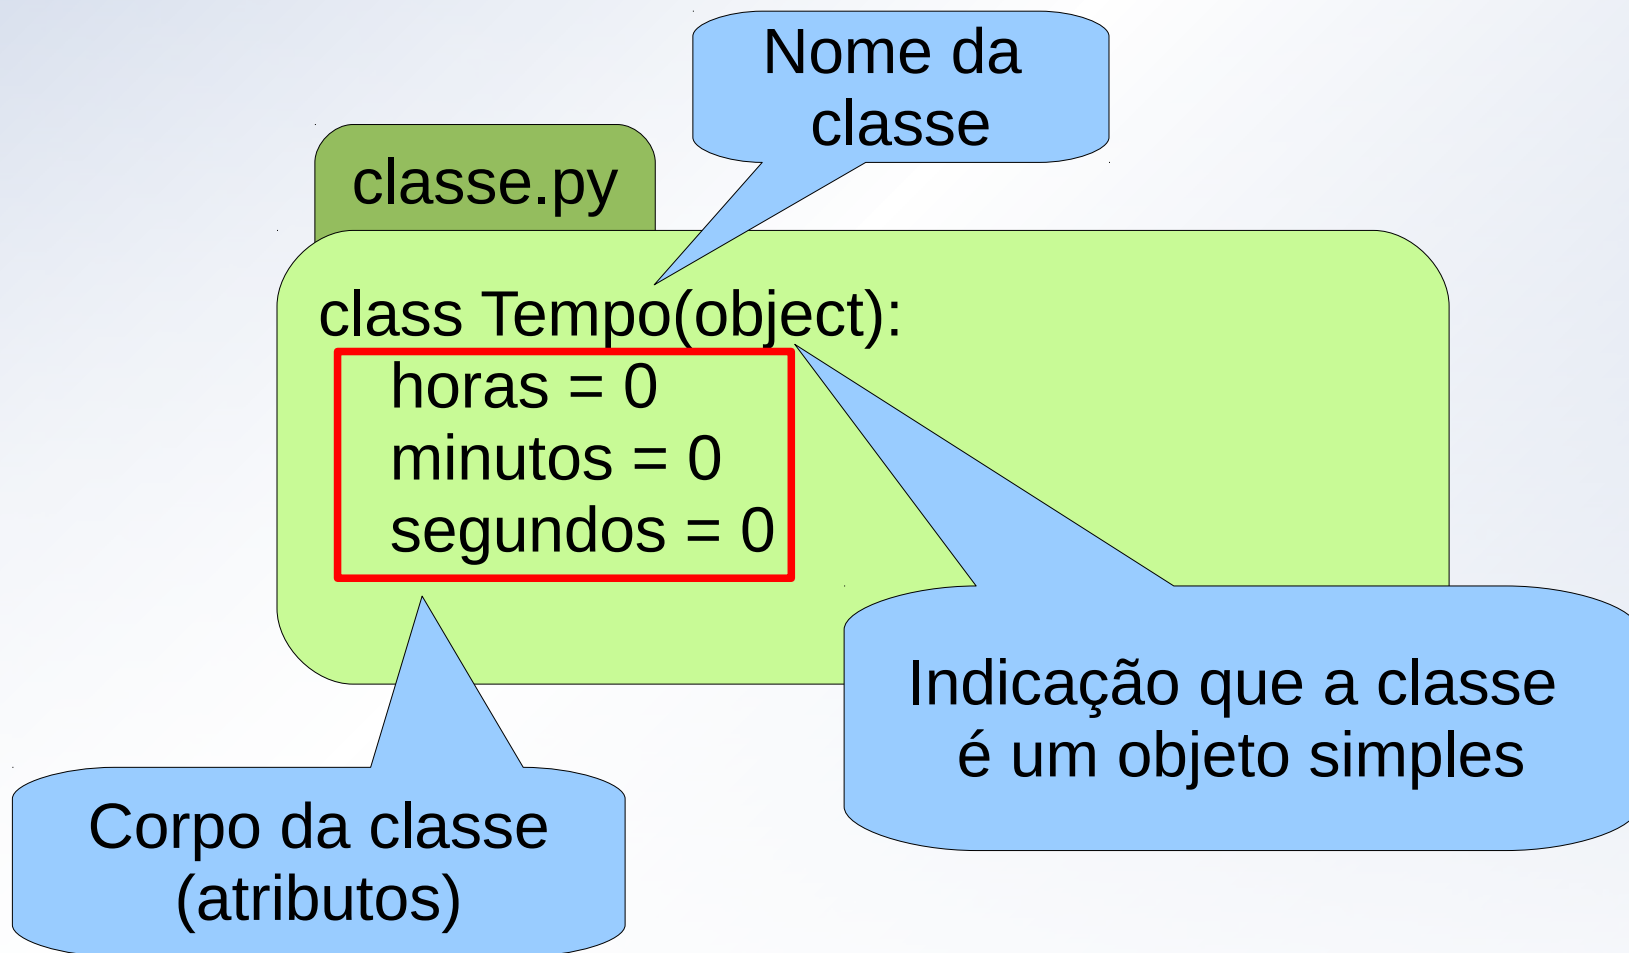 Nome da
classe
classe.py
class Tempo(object):
horas = 0
minutos = 0
segundos = 0
Indicação que a classe
é um objeto simples
Corpo da classe
(atributos)